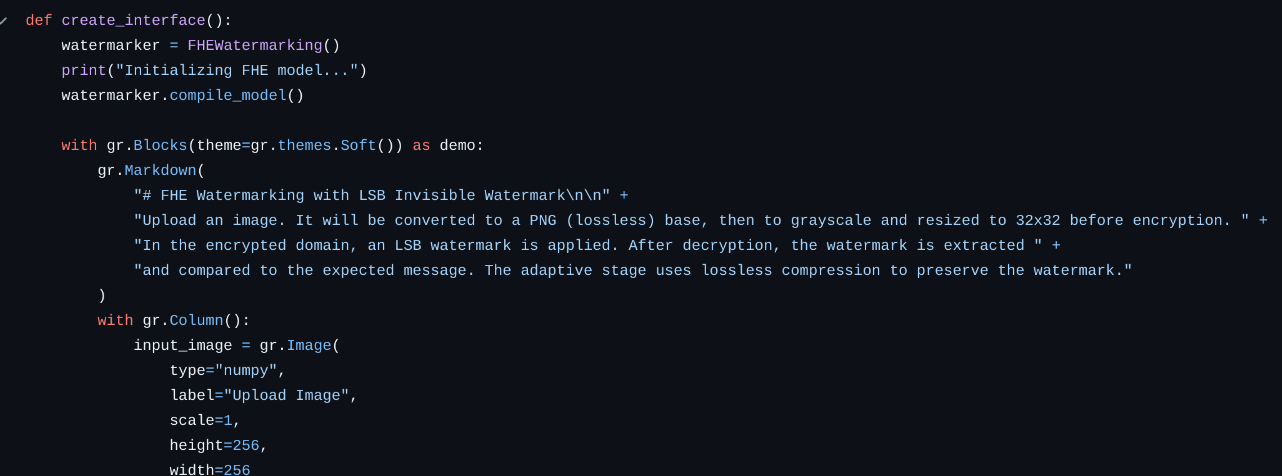 def create_interface():
    watermarker = FHEWatermarking()
    print("Initializing FHE model...")
    watermarker.compile_model()

    with gr.Blocks(theme=gr.themes.Soft()) as demo:
        gr.Markdown(
            "# FHE Watermarking with LSB Invisible Watermark\n\n" +
            "Upload an image. It will be converted to a PNG (lossless) base, then to grayscale and resized to 32x32 before encryption. " +
            "In the encrypted domain, an LSB watermark is applied. After decryption, the watermark is extracted " +
            "and compared to the expected message. The adaptive stage uses lossless compression to preserve the watermark."
        )
        with gr.Column():
            input_image = gr.Image(
                type="numpy",
                label="Upload Image",
                scale=1,
                height=256,
                width=256